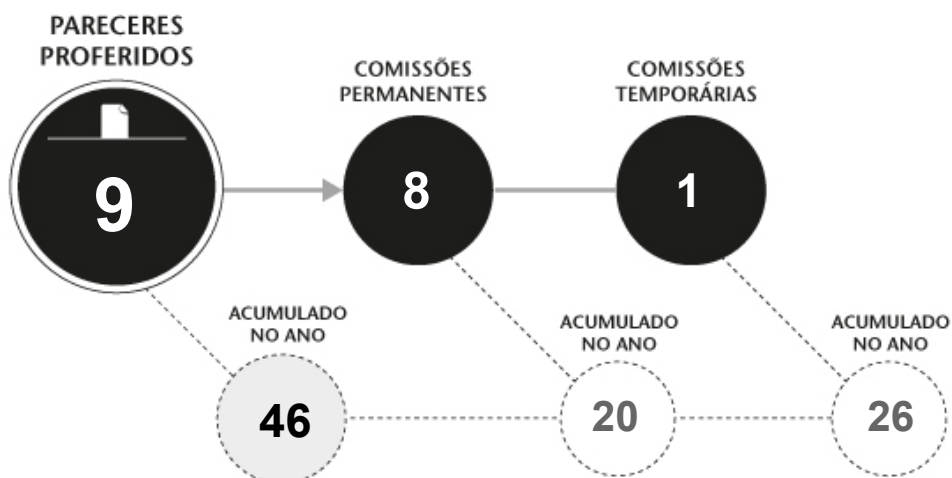 PARECERES
PROFERIDOS
9
COMISSÕES
PERMANENTES
8
COMISSÕES
TEMPORÁRIAS
1
ACUMULADO
NO ANO
46
ACUMULADO
NO ANO
20
ACUMULADO
NO ANO
26